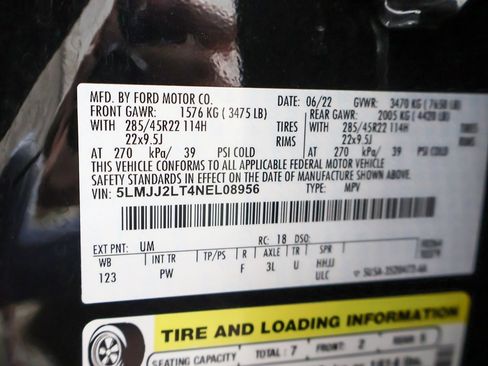 MFD. BY FORD MOTOR CO. DATE: 06/22 GVWR: 3470 KG ( 7650 LB)
FRONT GAWR: 1576 KG ( 3475 LB) REAR GAWR: 2005 KG ( 4420 LB)
WITH 285/45R22 114H TIRES WITH 285/45R22 114H TIRES
22x9.5J RIMS 22x9.5J RIMS
AT 270 kPa/ 39 PSI COLD AT 270 kPa/ 39 PSI COLD
THIS VEHICLE CONFORMS TO ALL APPLICABLE FEDERAL MOTOR VEHICLE
SAFETY STANDARDS IN EFFECT ON THE DATE OF MANUFACTURE SHOWN ABOVE.
VIN: 5LMJJ2LT4NEL08956 TYPE: MPV
EXT PNT: UM RC: 18 DSO:
WB INT TR TP/PS R AXLE TR SPR
123 PW F 3L U HHJJ
ULC
TIRE AND LOADING INFORMATION
SEATING CAPACITY TOTAL: 7 FRONT: 2 REAR: 5